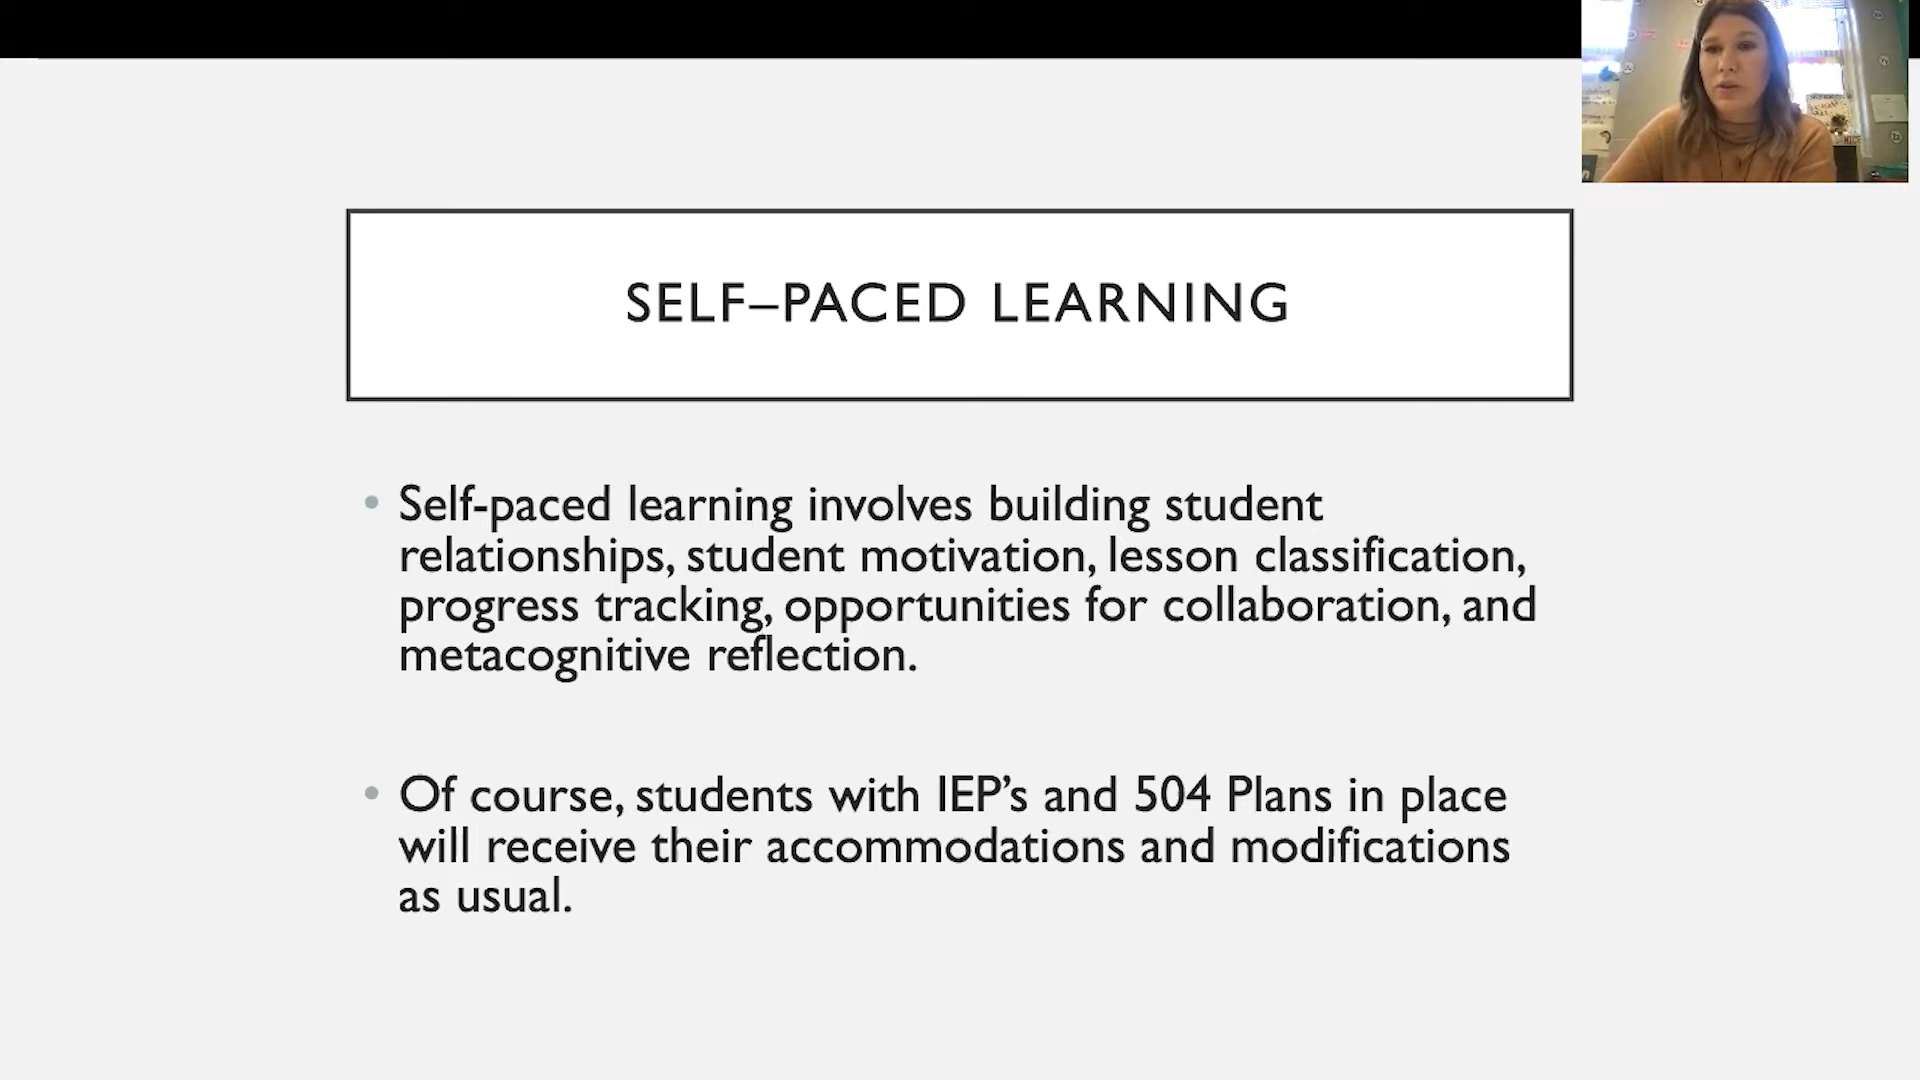 SELF–PACED LEARNING
• Self-paced learning involves building student
relationships, student motivation, lesson classification,
progress tracking, opportunities for collaboration, and
metacognitive reflection.
• Of course, students with IEP’s and 504 Plans in place
will receive their accommodations and modifications
as usual.